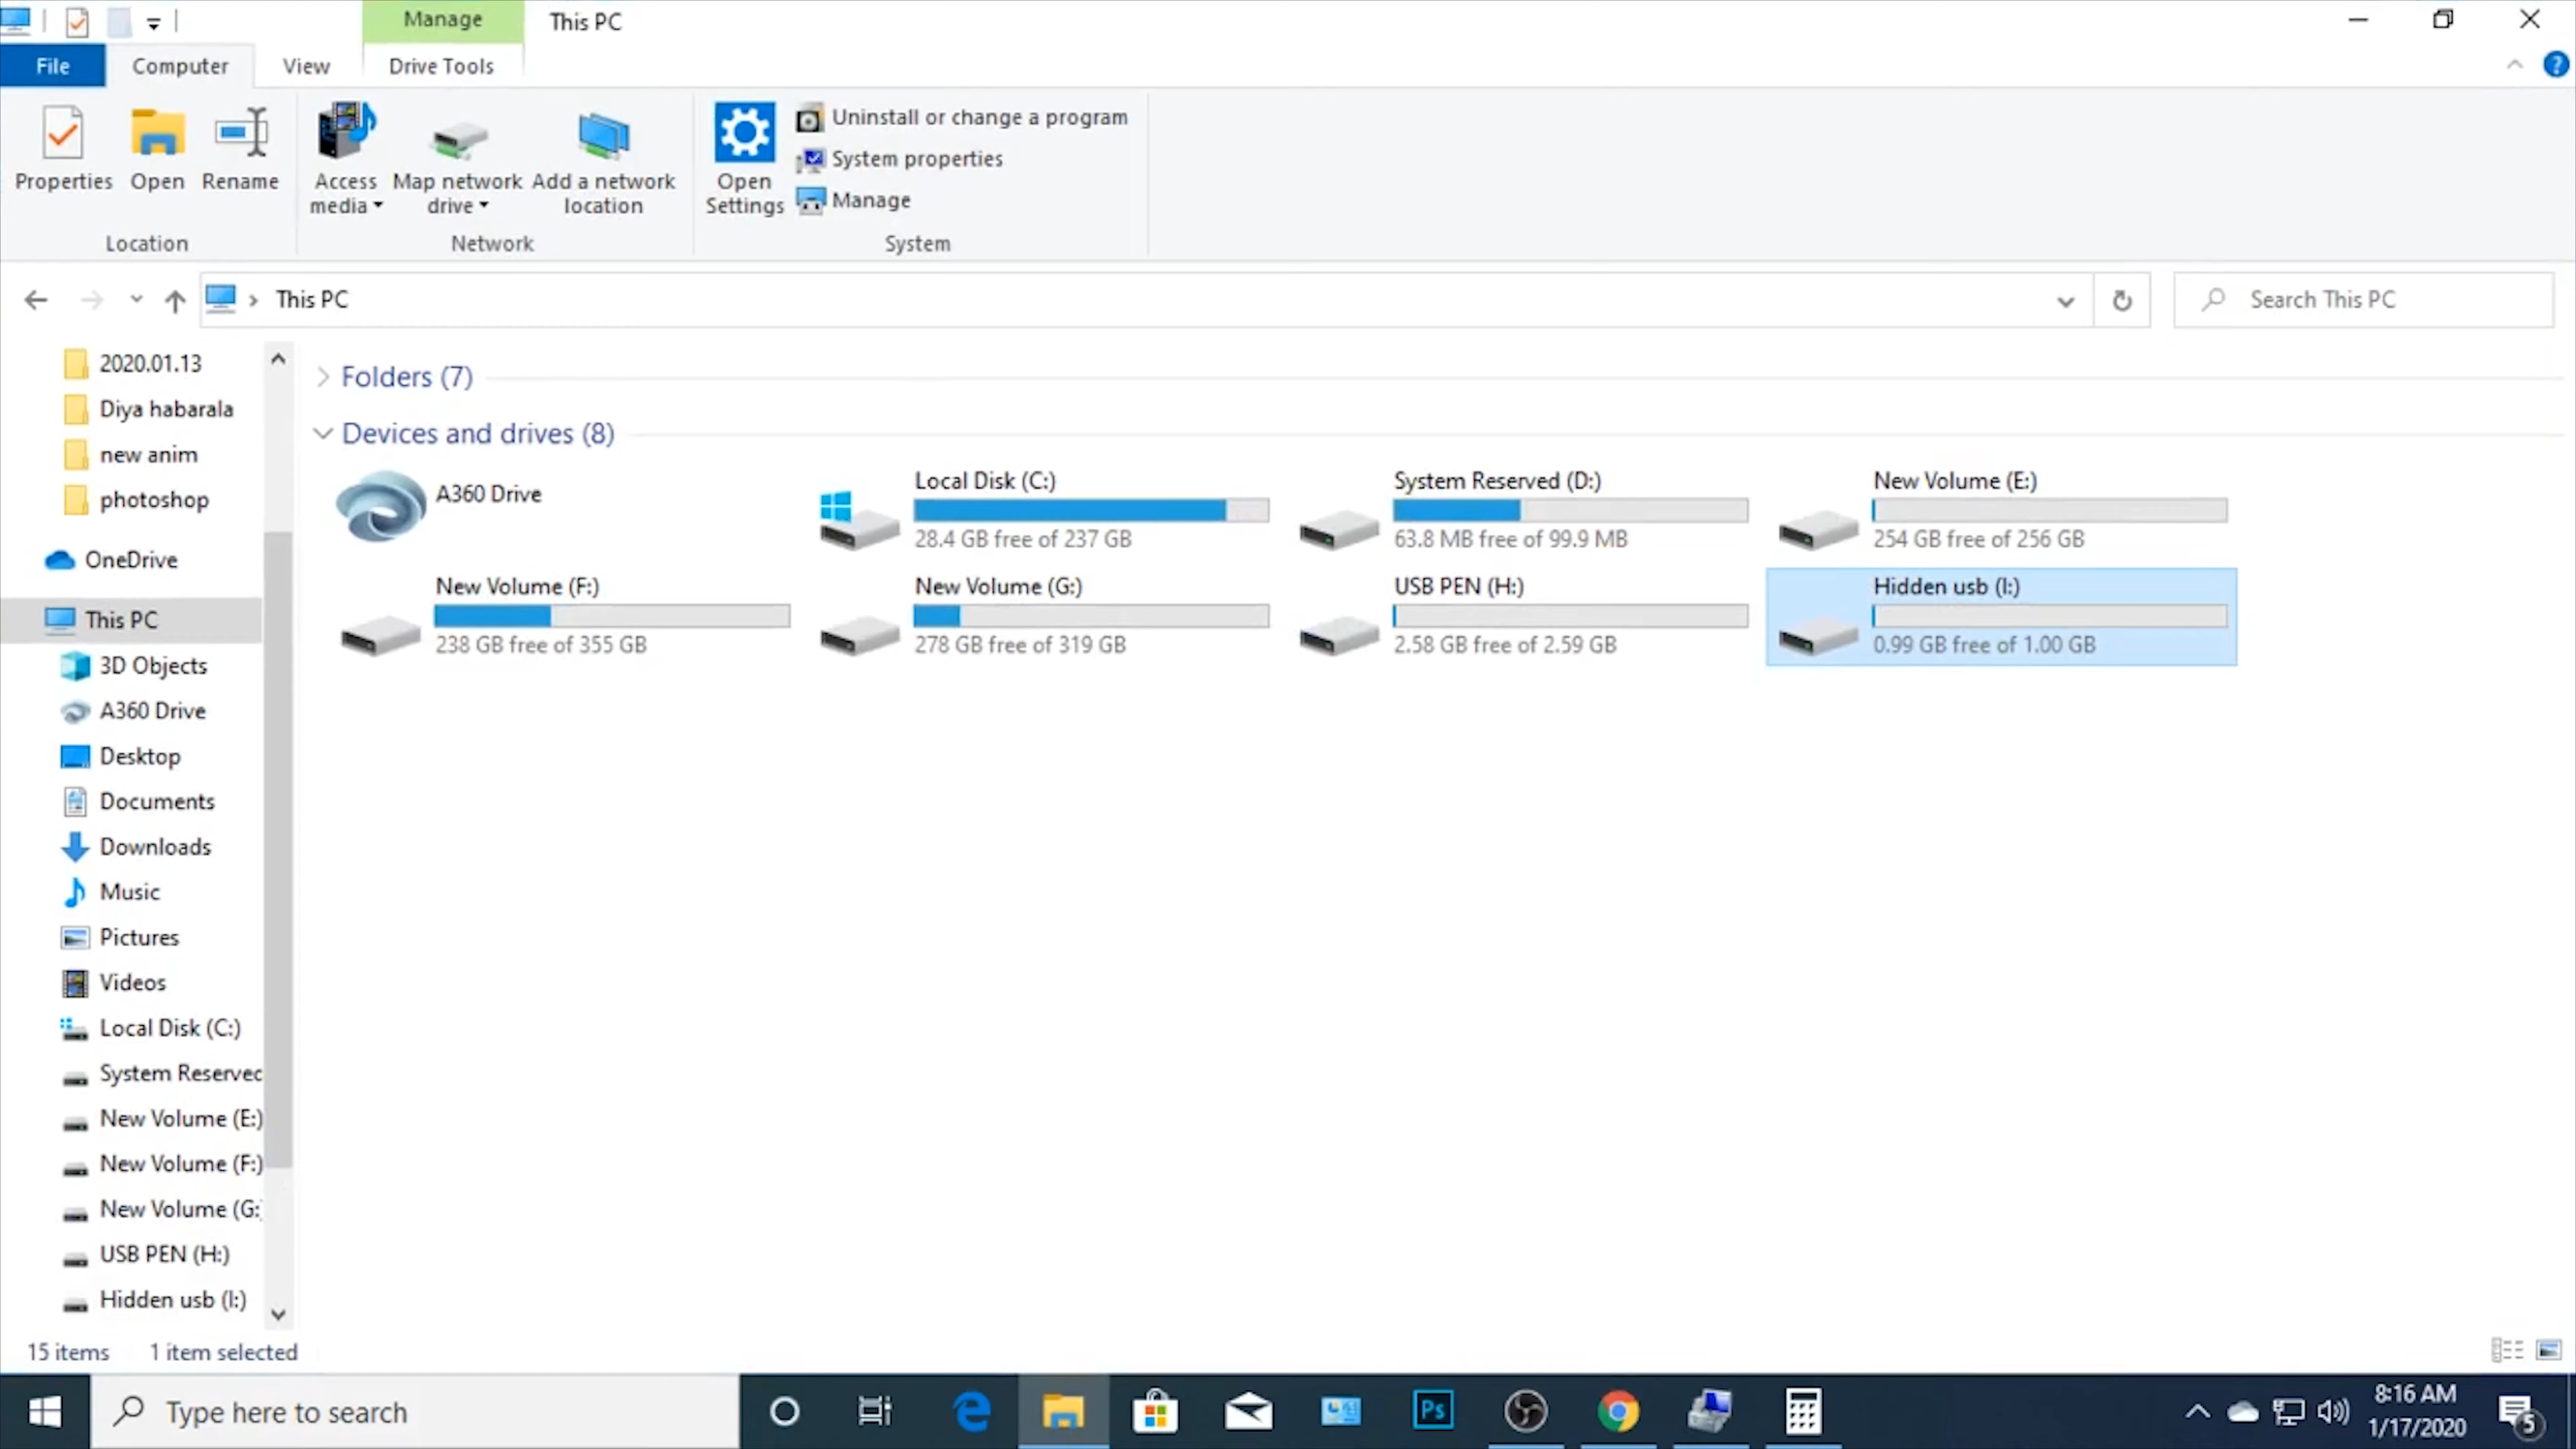 Manage
This PC
File
Computer
View
Drive Tools
Properties
Open
Rename
Access media
Map network drive
Add a network location
Open Settings
Uninstall or change a program
System properties
Manage
Location
Network
System
This PC
Search This PC
2020.01.13
Diya habarala
new anim
photoshop
OneDrive
This PC
3D Objects
A360 Drive
Desktop
Documents
Downloads
Music
Pictures
Videos
Local Disk (C:)
System Reserved
New Volume (E:)
New Volume (F:)
New Volume (G:
USB PEN (H:)
Hidden usb (I:)
Folders (7)
Devices and drives (8)
A360 Drive
Local Disk (C:)
28.4 GB free of 237 GB
System Reserved (D:)
63.8 MB free of 99.9 MB
New Volume (E:)
254 GB free of 256 GB
New Volume (F:)
238 GB free of 355 GB
New Volume (G:)
278 GB free of 319 GB
USB PEN (H:)
2.58 GB free of 2.59 GB
Hidden usb (I:)
0.99 GB free of 1.00 GB
15 items
1 item selected
Type here to search
Ps
8:16 AM
1/17/2020
5